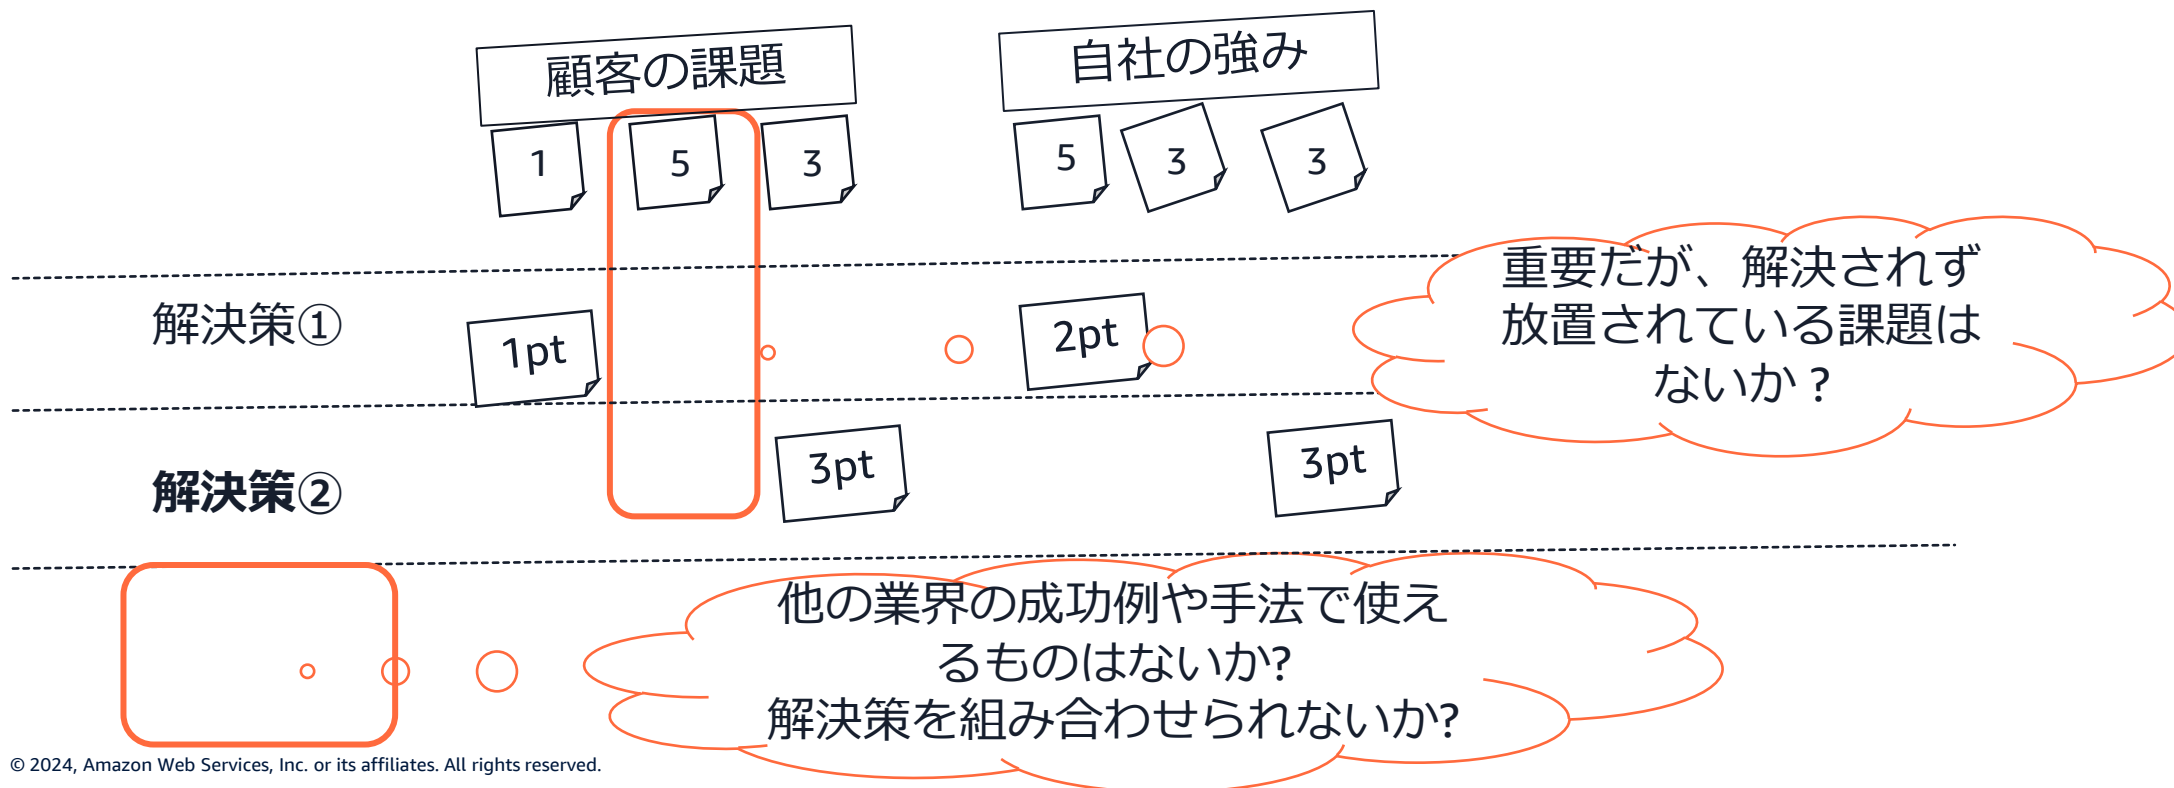 顧客の課題
自社の強み
1
5
3
5
3
3
解決策①
1pt
2pt
重要だが、解決されず
放置されている課題は
ないか？
解決策②
3pt
3pt
他の業界の成功例や手法で使え
るものはないか?
解決策を組み合わせられないか?
© 2024, Amazon Web Services, Inc. or its affiliates. All rights reserved.